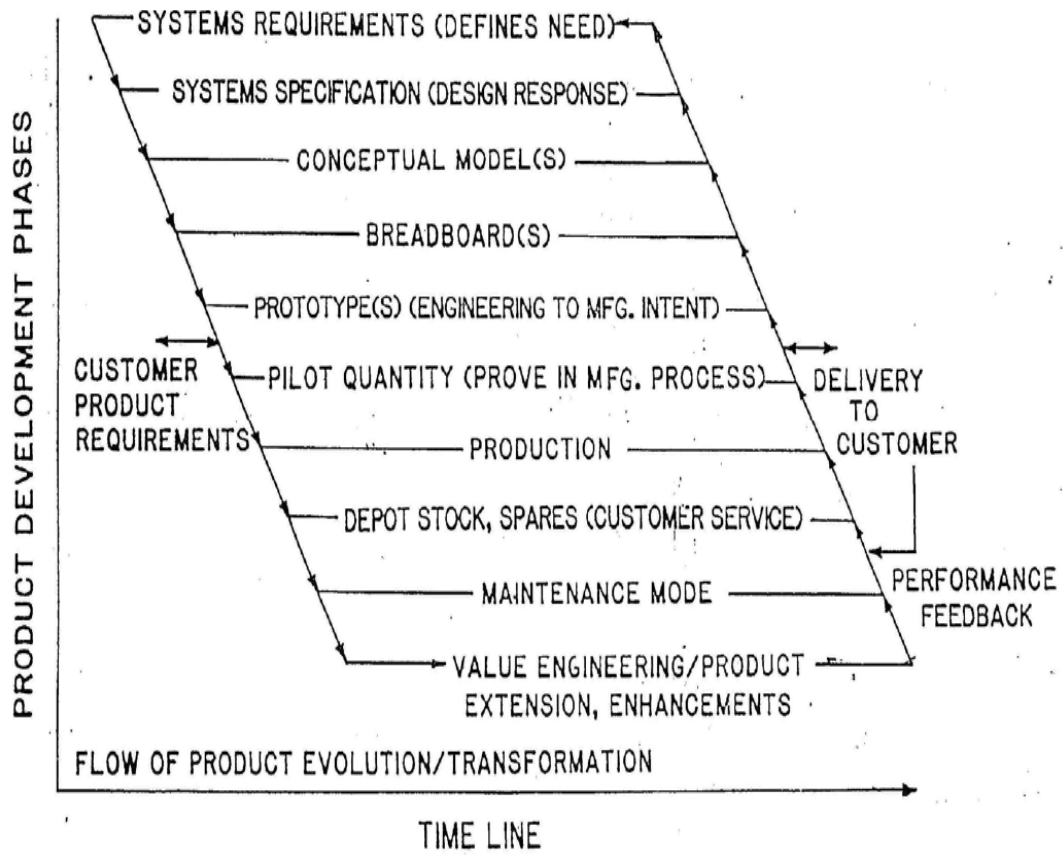 SYSTEMS REQUIREMENTS (DEFINES NEED)
SYSTEMS SPECIFICATION (DESIGN RESPONSE)
CONCEPTUAL MODEL(S)
BREADBOARD(S)
PROTOTYPE(S) (ENGINEERING TO MFG. INTENT)
PILOT QUANTITY (PROVE IN MFG. PROCESS)
PRODUCTION
DEPOT STOCK, SPARES (CUSTOMER SERVICE)
MAINTENANCE MODE
VALUE ENGINEERING/PRODUCT
EXTENSION, ENHANCEMENTS
CUSTOMER
PRODUCT
REQUIREMENTS
DELIVERY
TO
CUSTOMER
PERFORMANCE
FEEDBACK
PRODUCT DEVELOPMENT PHASES
FLOW OF PRODUCT EVOLUTION/TRANSFORMATION
TIME LINE